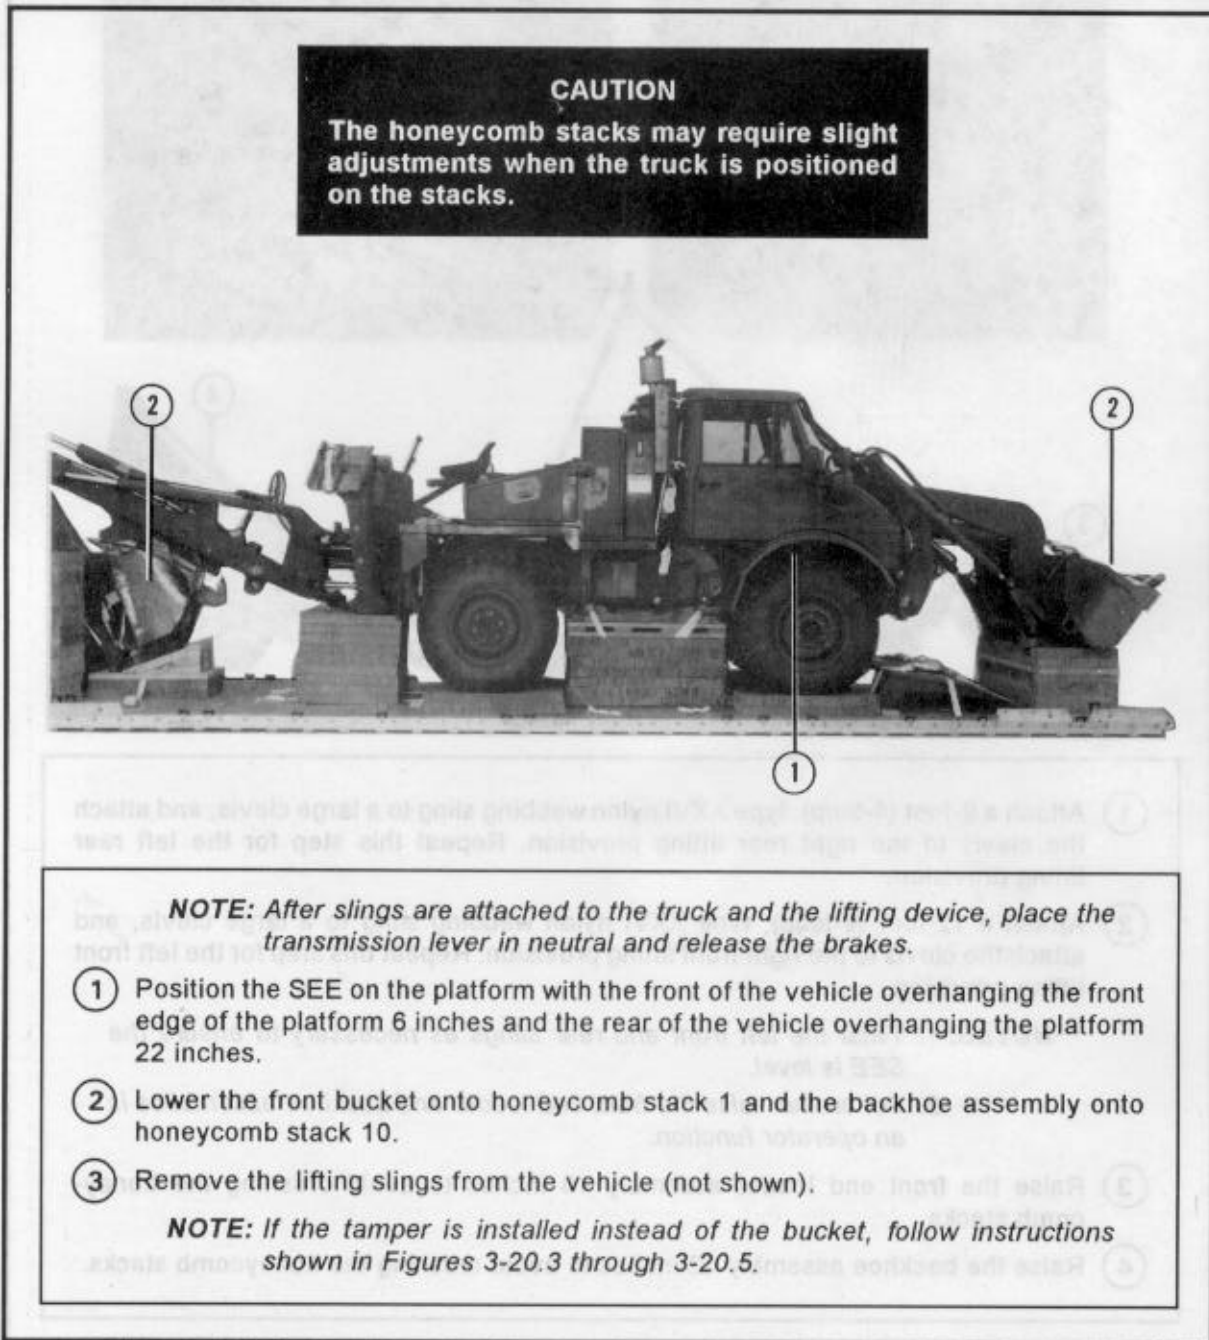 CAUTION
The honeycomb stacks may require slight
adjustments when the truck is positioned
on the stacks.
2
2
1
NOTE: After slings are attached to the truck and the lifting device, place the
transmission lever in neutral and release the brakes.
1 Position the SEE on the platform with the front of the vehicle overhanging the front
edge of the platform 6 inches and the rear of the vehicle overhanging the platform
22 inches.
2 Lower the front bucket onto honeycomb stack 1 and the backhoe assembly onto
honeycomb stack 10.
3 Remove the lifting slings from the vehicle (not shown).
NOTE: If the tamper is installed instead of the bucket, follow instructions
shown in Figures 3-20.3 through 3-20.5.